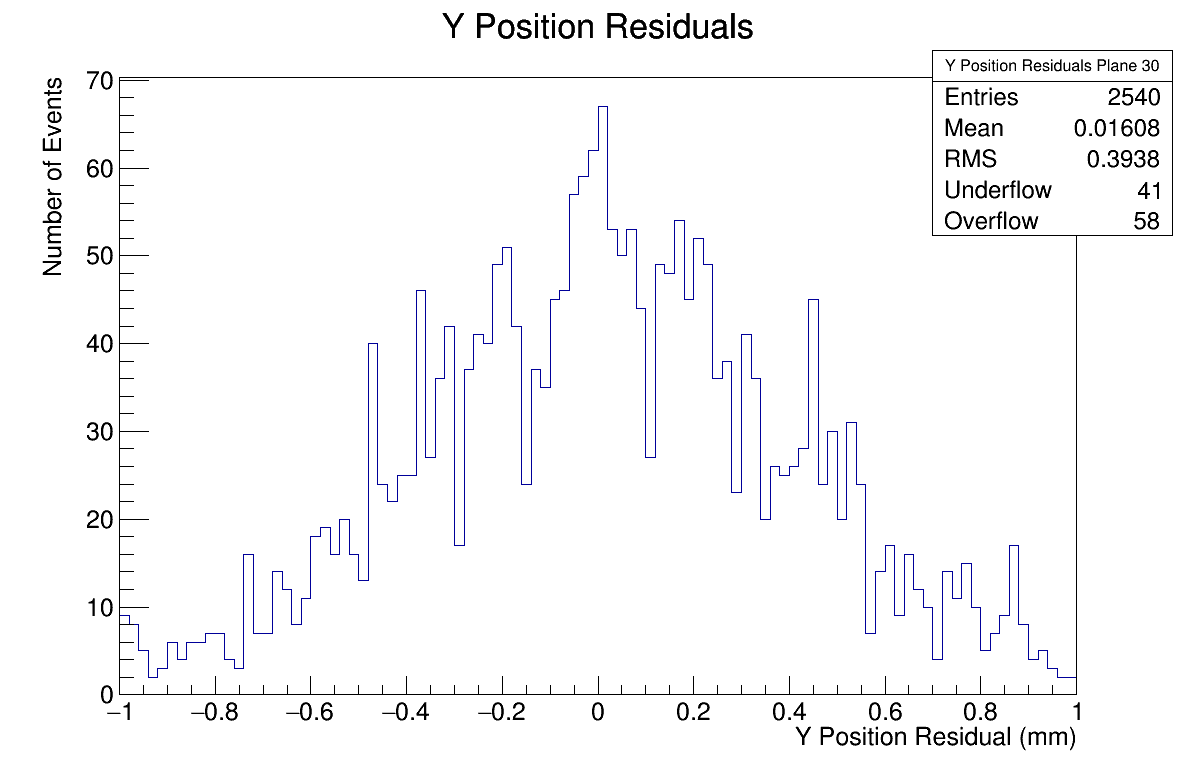 Y Position Residuals
Y Position Residuals Plane 30
Entries 2540
Mean 0.01608
RMS 0.3938
Underflow 41
Overflow 58
Number of Events
70
60
50
40
30
20
10
0
−1 −0.8 −0.6 −0.4 −0.2 0 0.2 0.4 0.6 0.8 1
Y Position Residual (mm)